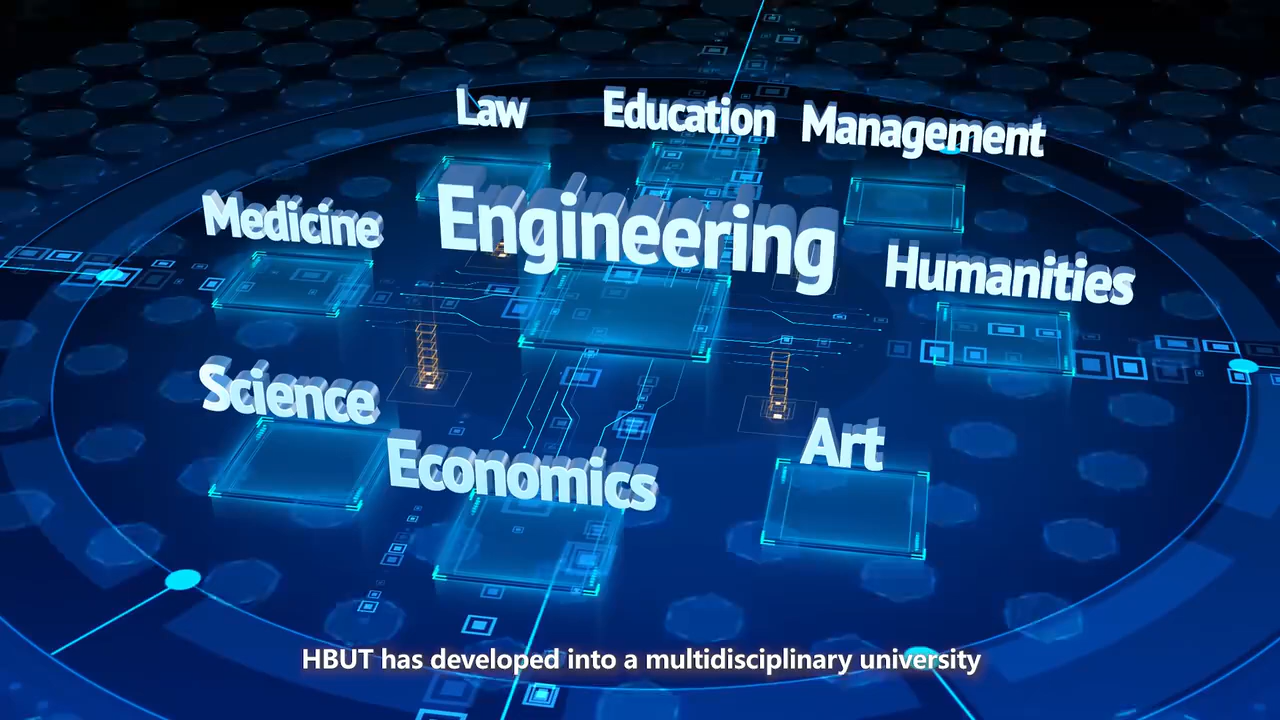 Law
Education
Management
Medicine
Engineering
Humanities
Science
Economics
Art
HBUT has developed into a multidisciplinary university